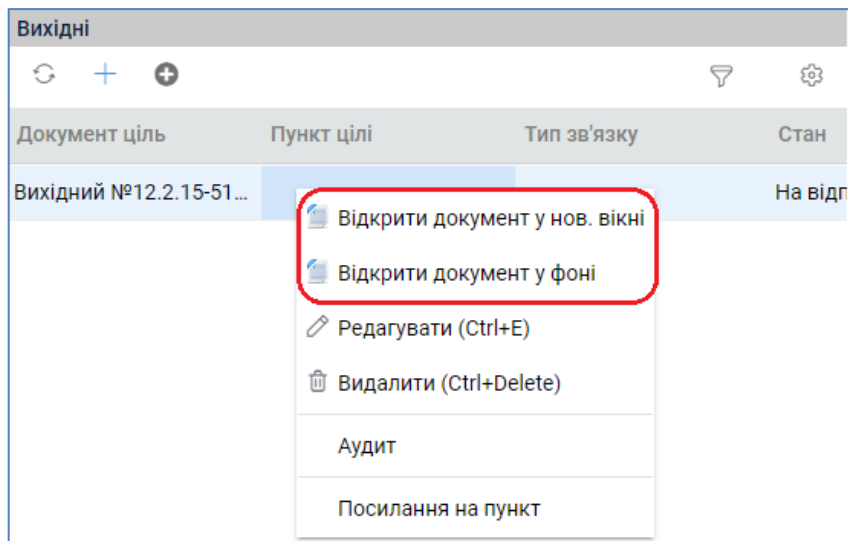 Вихідні
Документ ціль Пункт цілі Тип зв'язку Стан
Вихідний №12.2.15-51... На відп
Відкрити документ у нов. вікні
Відкрити документ у фоні
Редагувати (Ctrl+E)
Видалити (Ctrl+Delete)
Аудит
Посилання на пункт